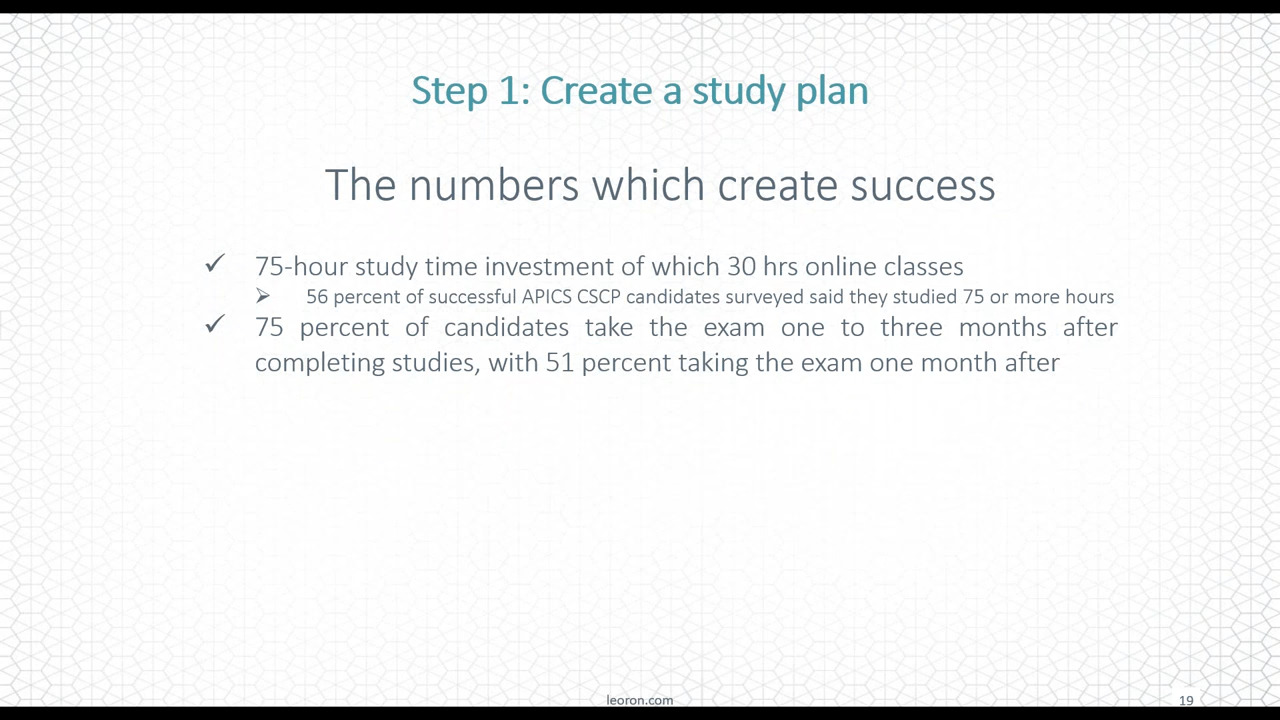 Step 1: Create a study plan
The numbers which create success
✓ 75-hour study time investment of which 30 hrs online classes
➢ 56 percent of successful APICS CSCP candidates surveyed said they studied 75 or more hours
✓ 75 percent of candidates take the exam one to three months after
completing studies, with 51 percent taking the exam one month after
leoron.com
19